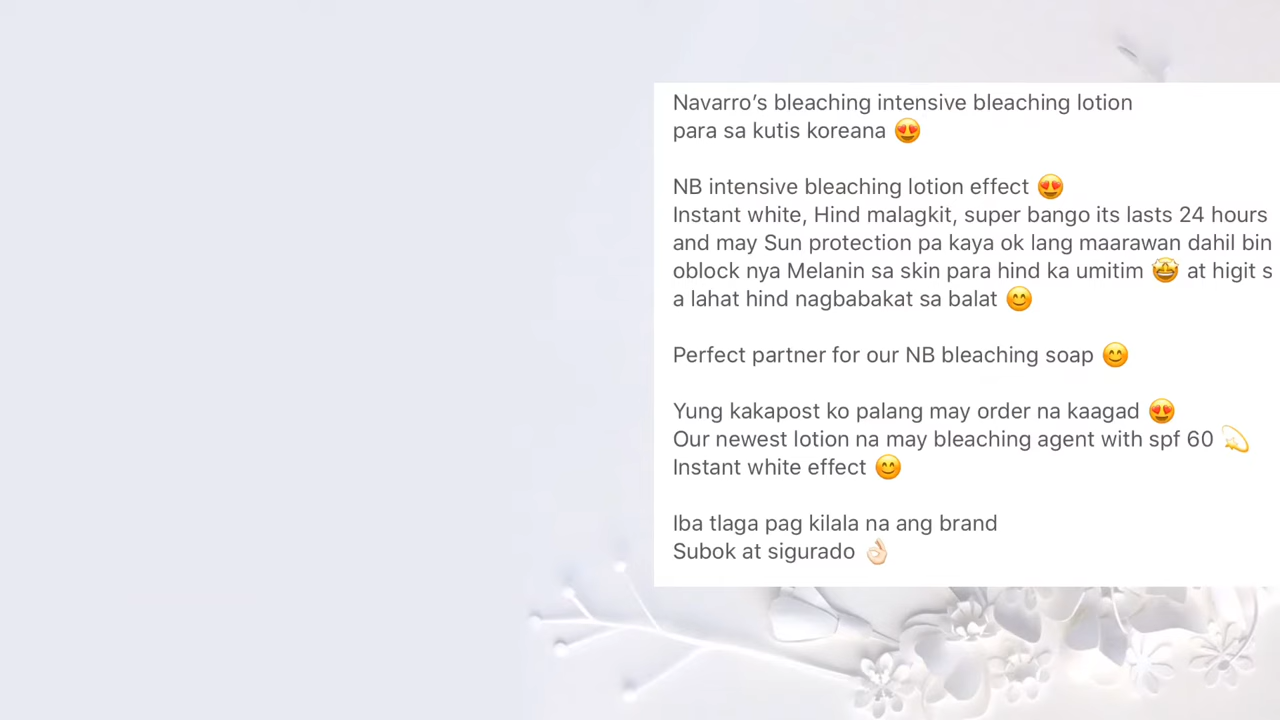 Navarro’s bleaching intensive bleaching lotion
para sa kutis koreana 😍
NB intensive bleaching lotion effect 😍
Instant white, Hind malagkit, super bango its lasts 24 hours
and may Sun protection pa kaya ok lang maarawan dahil bin
oblock nya Melanin sa skin para hind ka umitim 🤩 at higit s
a lahat hind nagbabakat sa balat 😊
Perfect partner for our NB bleaching soap 😊
Yung kakapost ko palang may order na kaagad 😍
Our newest lotion na may bleaching agent with spf 60 💫
Instant white effect 😊
Iba tlaga pag kilala na ang brand
Subok at sigurado 👌🏻